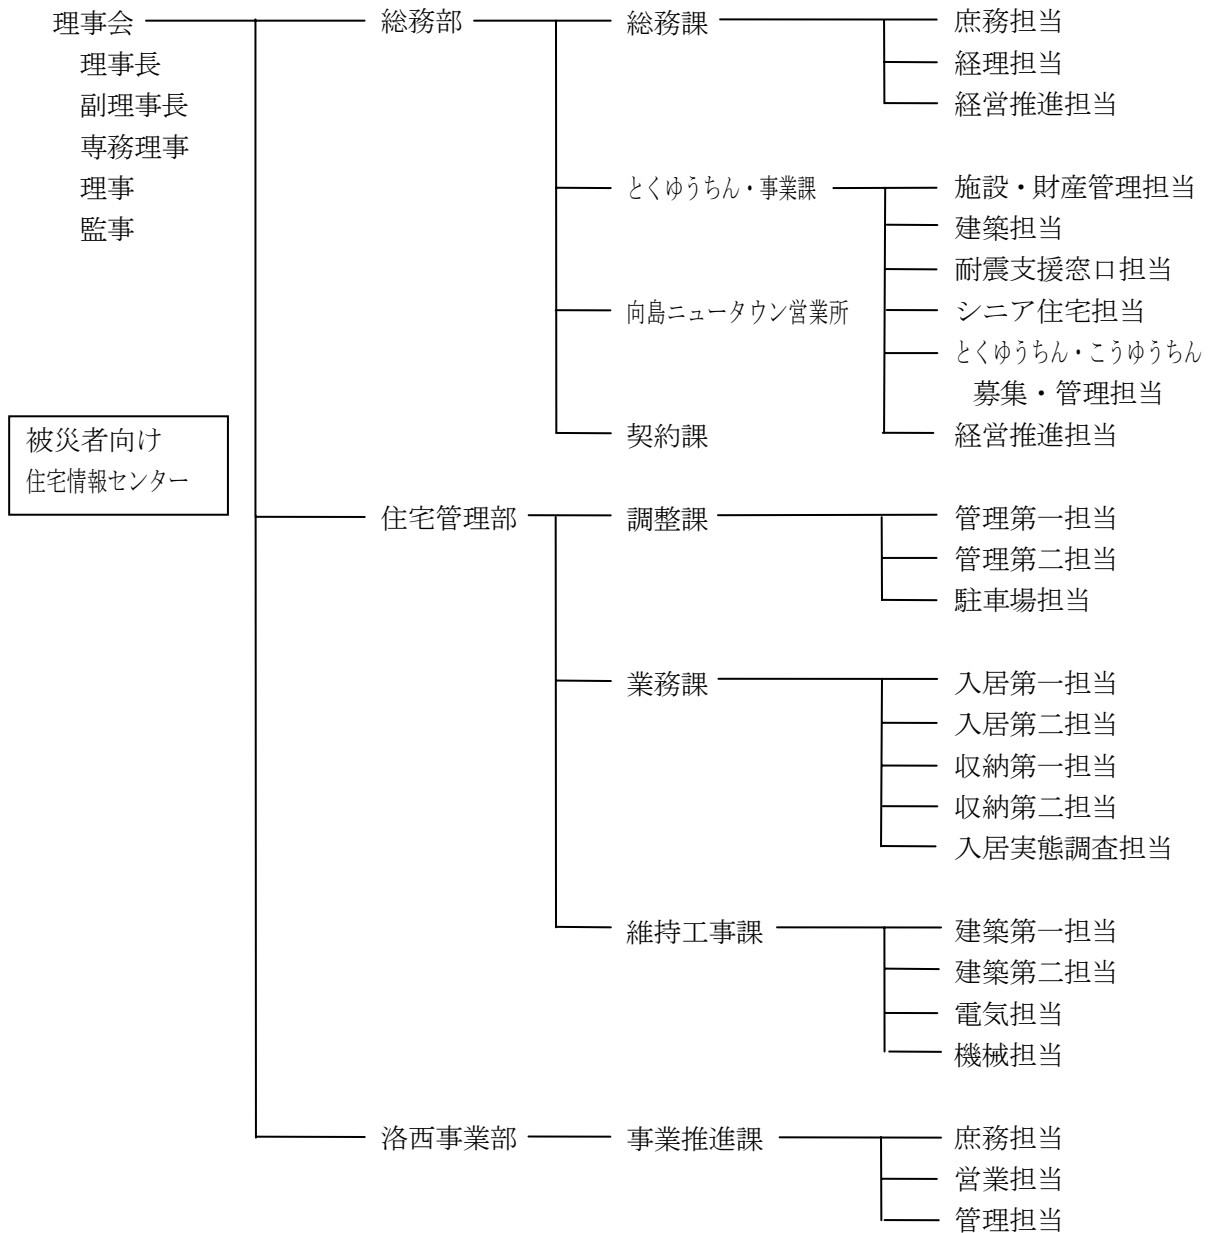 理事会
理事長
副理事長
専務理事
理事
監事
被災者向け
住宅情報センター
総務部
総務課
庶務担当
経理担当
経営推進担当
とくゆうちん・事業課
施設・財産管理担当
建築担当
耐震支援窓口担当
シニア住宅担当
とくゆうちん・こうゆうちん
募集・管理担当
経営推進担当
向島ニュータウン営業所
契約課
住宅管理部
調整課
管理第一担当
管理第二担当
駐車場担当
業務課
入居第一担当
入居第二担当
収納第一担当
収納第二担当
入居実態調査担当
維持工事課
建築第一担当
建築第二担当
電気担当
機械担当
洛西事業部
事業推進課
庶務担当
営業担当
管理担当